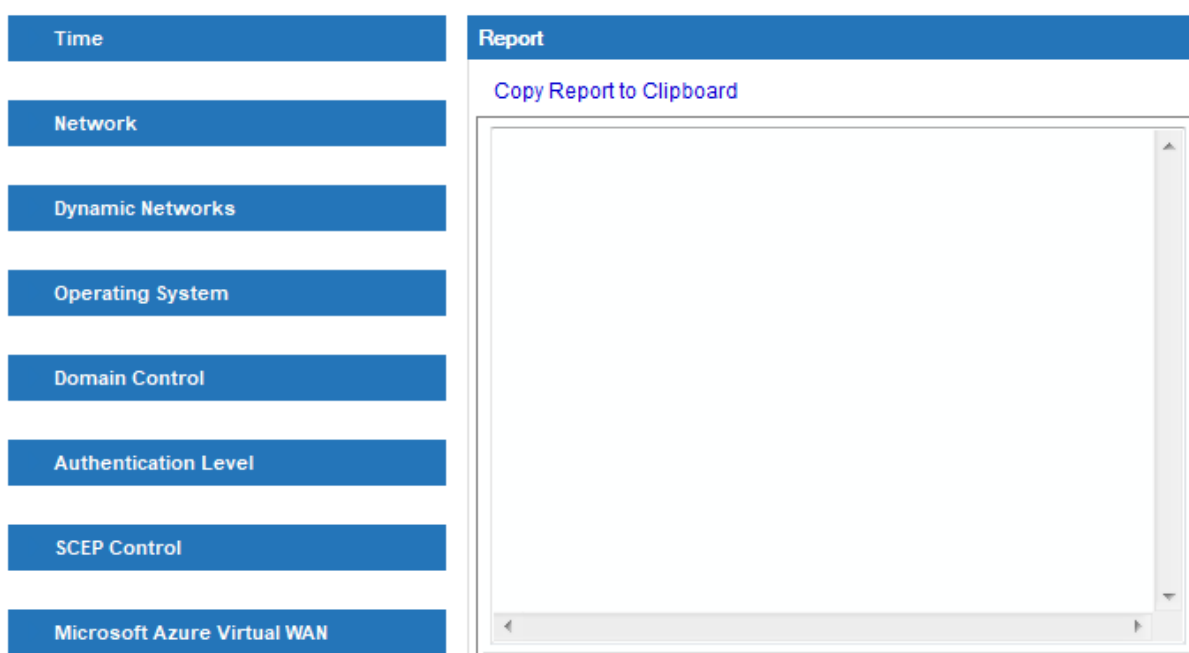 Time
Network
Dynamic Networks
Operating System
Domain Control
Authentication Level
SCEP Control
Microsoft Azure Virtual WAN
Report
Copy Report to Clipboard